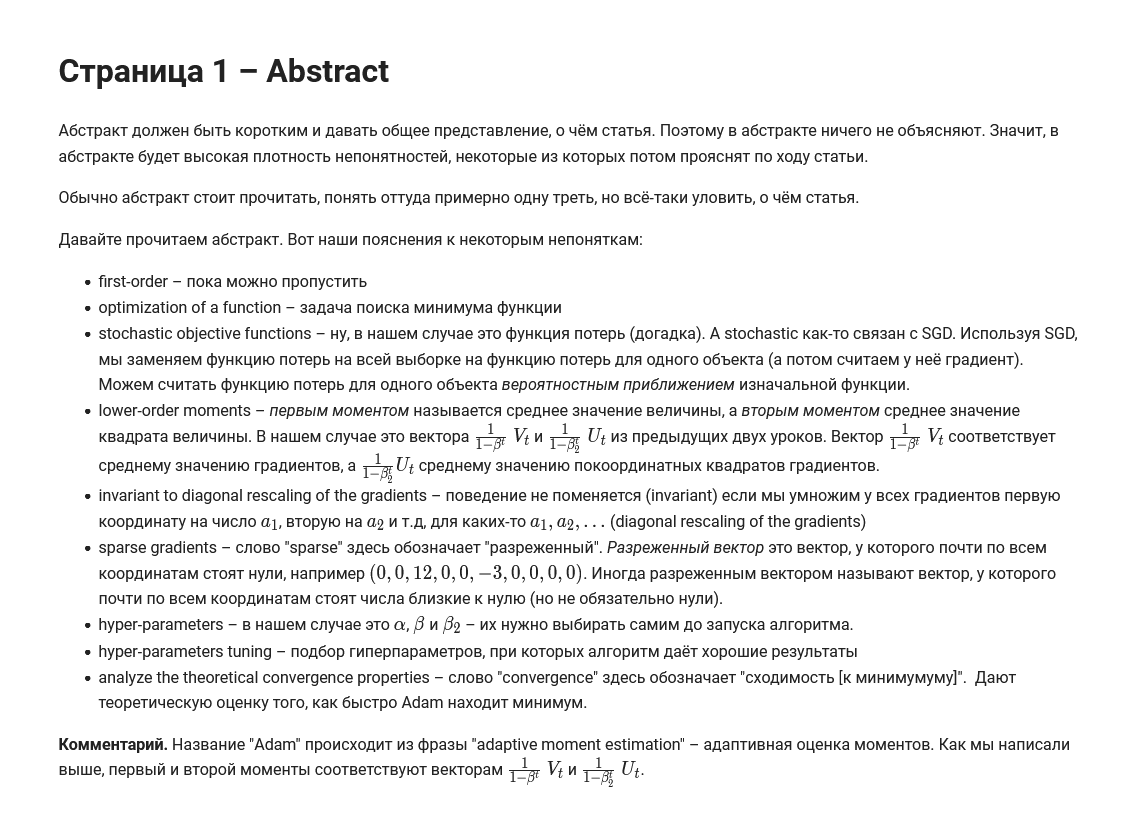 Страница 1 – Abstract
Абстракт должен быть коротким и давать общее представление, о чём статья. Поэтому в абстракте ничего не объясняют. Значит, в
абстракте будет высокая плотность непонятностей, некоторые из которых потом прояснят по ходу статьи.
Обычно абстракт стоит прочитать, понять оттуда примерно одну треть, но всё-таки уловить, о чём статья.
Давайте прочитаем абстракт. Вот наши пояснения к некоторым непоняткам:
• first-order – пока можно пропустить
• optimization of a function – задача поиска минимума функции
• stochastic objective functions – ну, в нашем случае это функция потерь (догадка). А stochastic как-то связан с SGD. Используя SGD,
мы заменяем функцию потерь на всей выборке на функцию потерь для одного объекта (а потом считаем у неё градиент).
Можем считать функцию потерь для одного объекта вероятностным приближением изначальной функции.
• lower-order moments – первым моментом называется среднее значение величины, а вторым моментом среднее значение
квадрата величины. В нашем случае это вектора $\frac{1}{1-\beta^t} V_t$ и $\frac{1}{1-\beta_2^t} U_t$ из предыдущих двух уроков. Вектор $\frac{1}{1-\beta^t} V_t$ соответствует
среднему значению градиентов, а $\frac{1}{1-\beta_2^t} U_t$ среднему значению покоординатных квадратов градиентов.
• invariant to diagonal rescaling of the gradients – поведение не поменяется (invariant) если мы умножим у всех градиентов первую
координату на число $a_1$, вторую на $a_2$ и т.д, для каких-то $a_1, a_2, \ldots$ (diagonal rescaling of the gradients)
• sparse gradients – слово "sparse" здесь обозначает "разреженный". Разреженный вектор это вектор, у которого почти по всем
координатам стоят нули, например (0, 0, 12, 0, 0, −3, 0, 0, 0, 0). Иногда разреженным вектором называют вектор, у которого
почти по всем координатам стоят числа близкие к нулю (но не обязательно нули).
• hyper-parameters – в нашем случае это $\alpha$, $\beta$ и $\beta_2$ – их нужно выбирать самим до запуска алгоритма.
• hyper-parameters tuning – подбор гиперпараметров, при которых алгоритм даёт хорошие результаты
• analyze the theoretical convergence properties – слово "convergence" здесь обозначает "сходимость [к минимумуму]". Дают
теоретическую оценку того, как быстро Adam находит минимум.
Комментарий. Название "Adam" происходит из фразы "adaptive moment estimation" – адаптивная оценка моментов. Как мы написали
выше, первый и второй моменты соответствуют векторам $\frac{1}{1-\beta^t} V_t$ и $\frac{1}{1-\beta_2^t} U_t$.